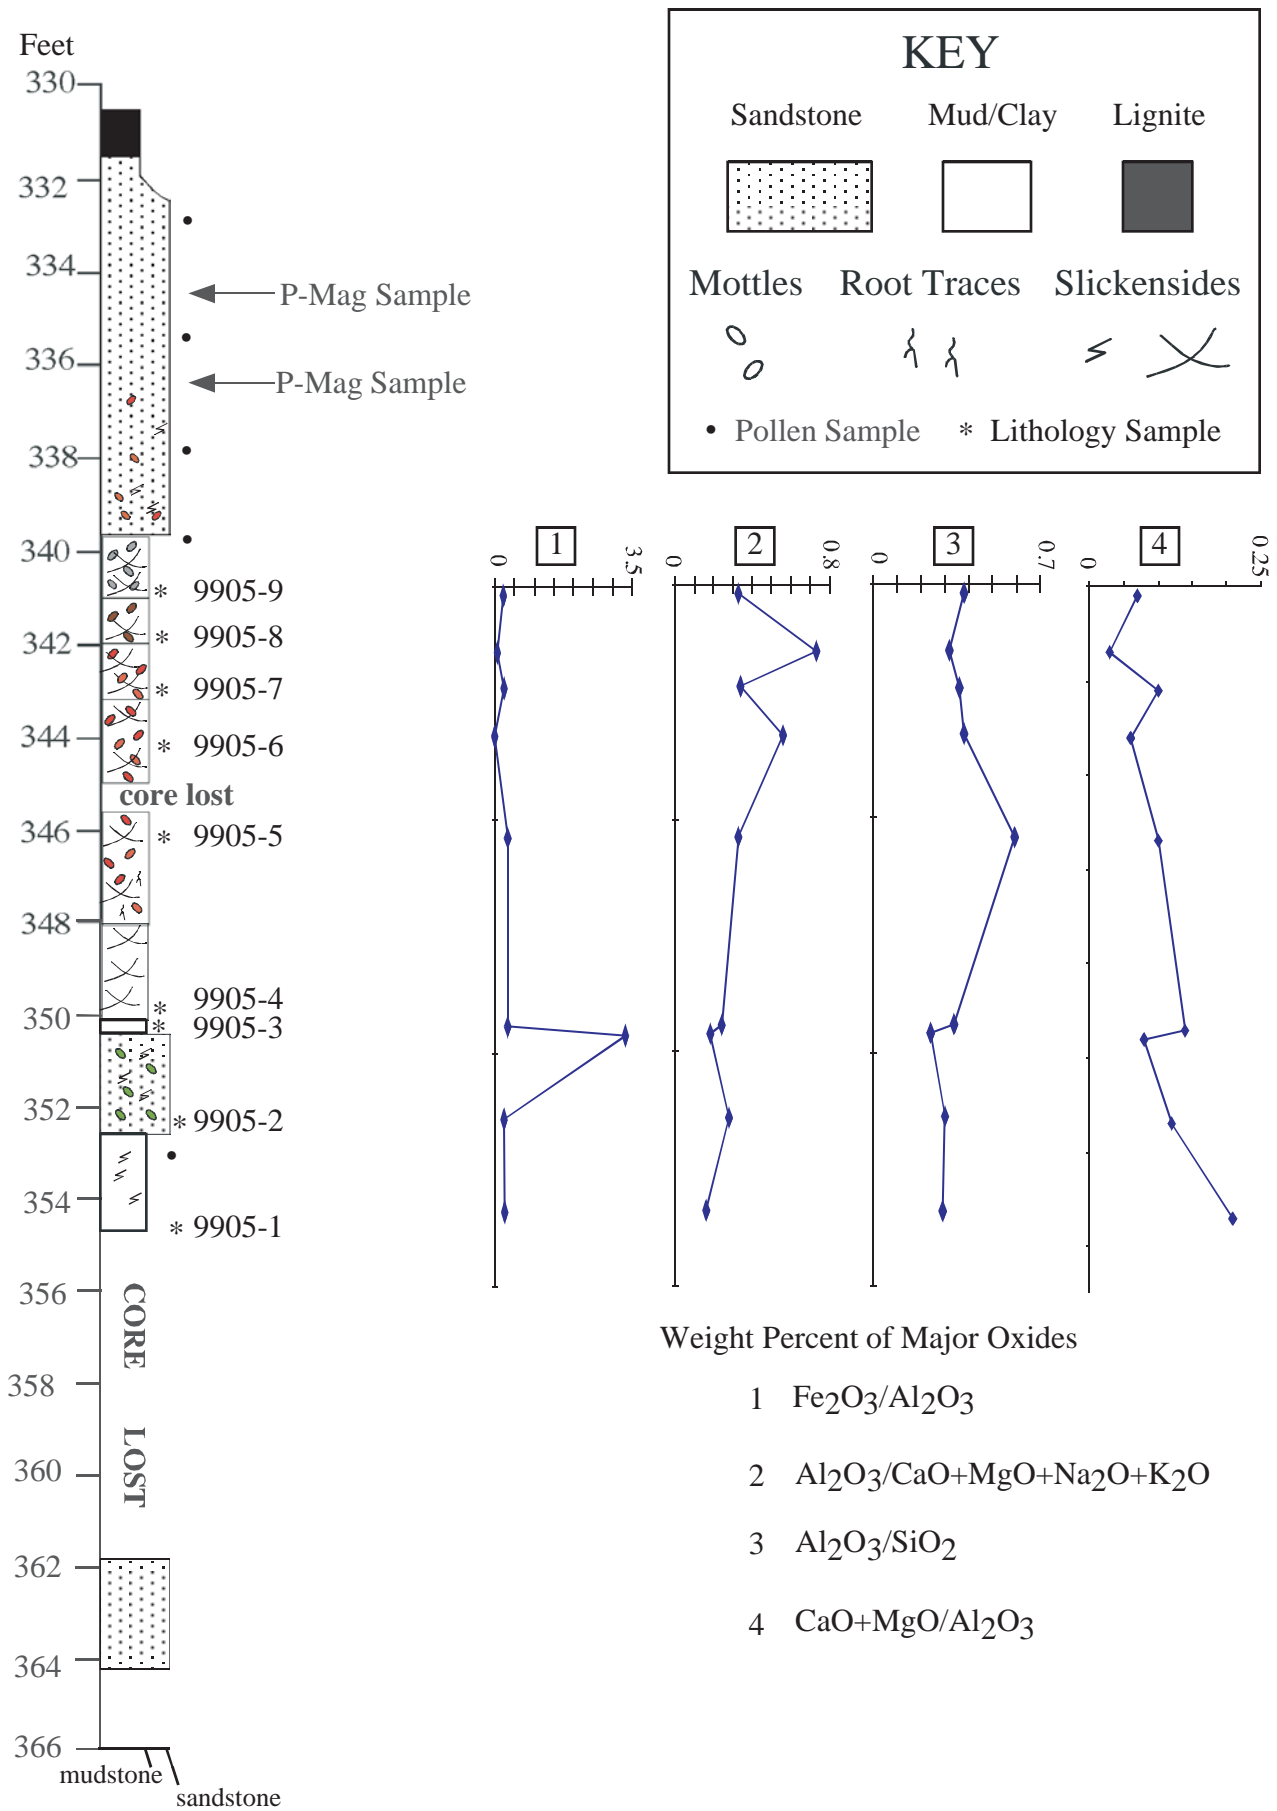 Feet
330
332
334
336
338
340
342
344
346
348
350
352
354
356
358
360
362
364
366
P-Mag Sample
P-Mag Sample
9905-9
9905-8
9905-7
9905-6
core lost
9905-5
9905-4
9905-3
9905-2
9905-1
CORE LOST
mudstone
sandstone
KEY
Sandstone Mud/Clay Lignite
Mottles Root Traces Slickensides
• Pollen Sample * Lithology Sample
0 1 3.5
0 2 0.8
0 3 0.7
0 4 0.25
Weight Percent of Major Oxides
1 Fe₂O₃/Al₂O₃
2 Al₂O₃/CaO+MgO+Na₂O+K₂O
3 Al₂O₃/SiO₂
4 CaO+MgO/Al₂O₃